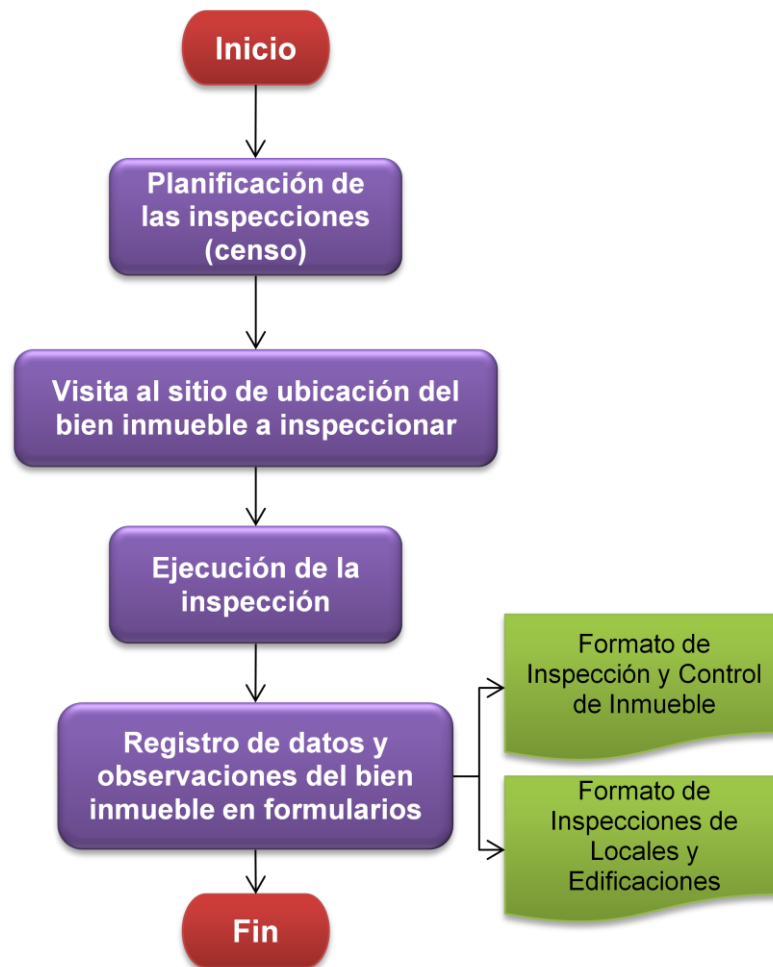 Inicio
Planificación de
las inspecciones
(censo)
Visita al sitio de ubicación del
bien inmueble a inspeccionar
Ejecución de la
inspección
Registro de datos y
observaciones del bien
inmueble en formularios
Formato de
Inspección y Control
de Inmueble
Formato de
Inspecciones de
Locales y
Edificaciones
Fin